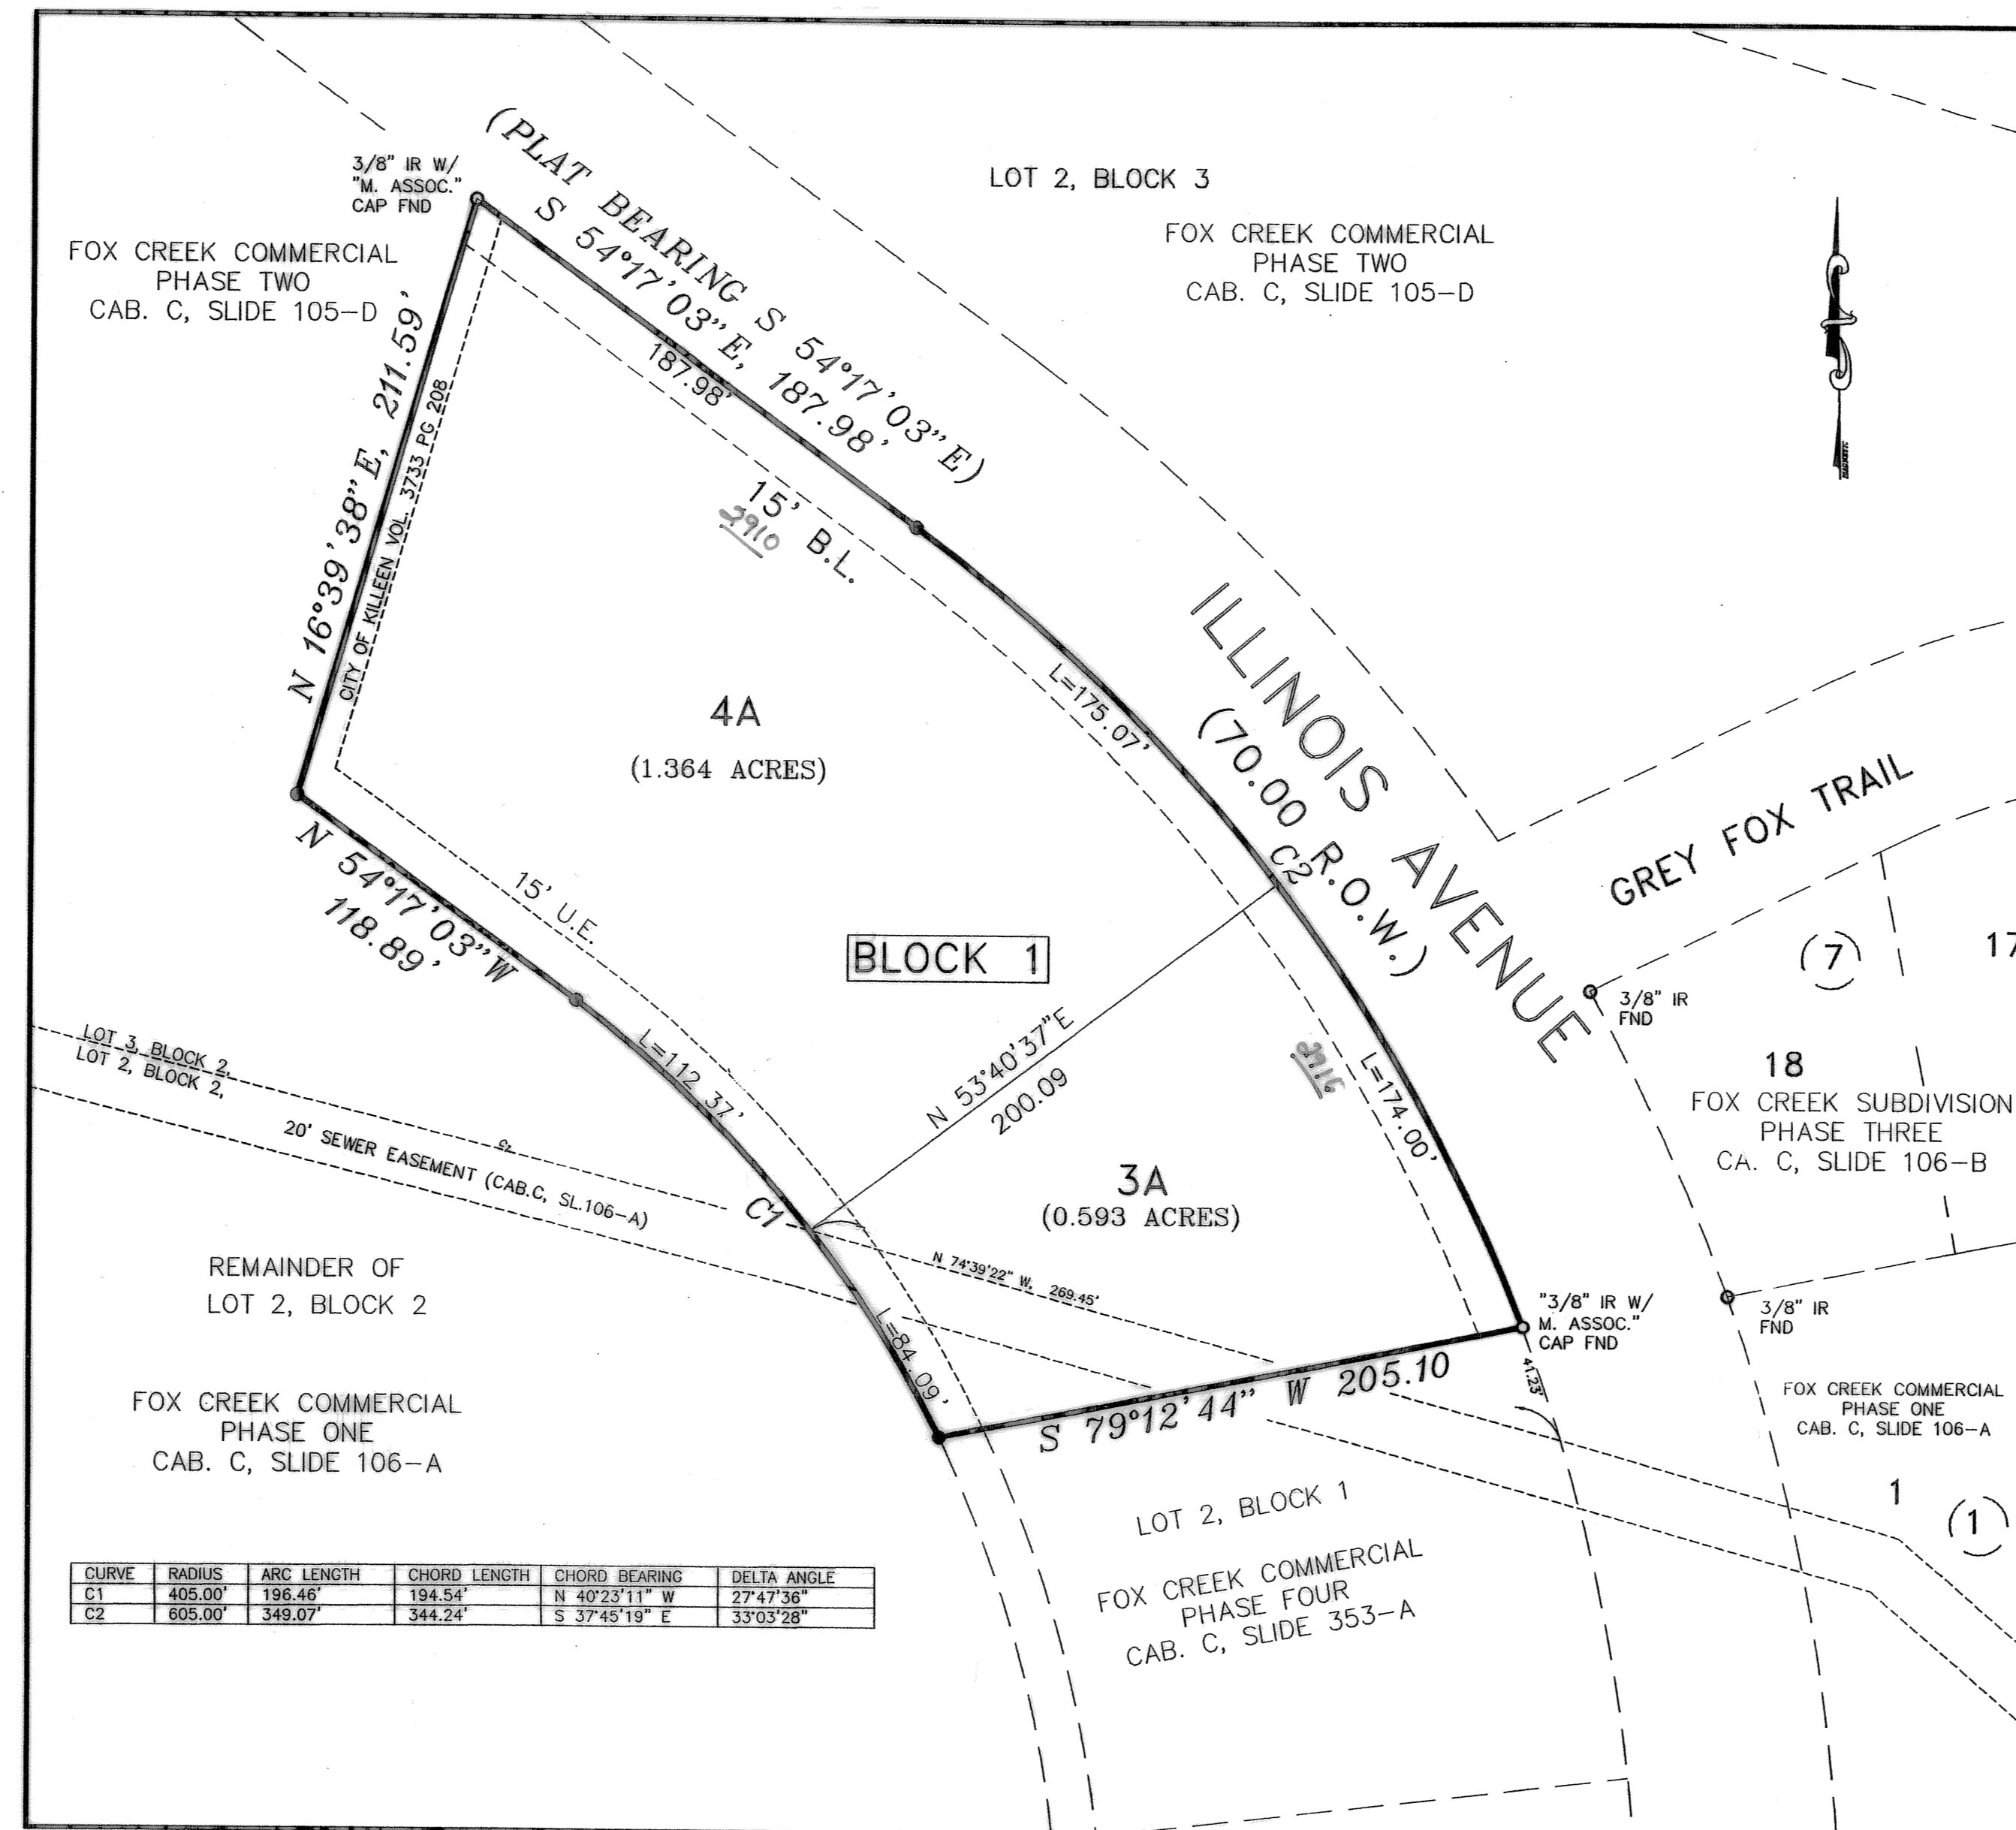 (PLAT BEARING S 54°17'03" E)
S 54°17'03" E, 187.98'
187.98'
15' B.L.
2910
3/8" IR W/
"M. ASSOC."
CAP FND
LOT 2, BLOCK 3
FOX CREEK COMMERCIAL
PHASE TWO
CAB. C, SLIDE 105-D
FOX CREEK COMMERCIAL
PHASE TWO
CAB. C, SLIDE 105-D
N 16°39'38" E, 211.59'
CITY OF KILLEEN VOL. 3733 PG 208
4A
(1.364 ACRES)
L=175.07'
ILLINOIS AVENUE
(70.00 R.O.W.)
C2
GREY FOX TRAIL
N 54°17'03" W
118.89'
15' U.E.
BLOCK 1
(7)
17
3/8" IR
FND
18
FOX CREEK SUBDIVISION
PHASE THREE
CA. C, SLIDE 106-B
LOT 3, BLOCK 2,
LOT 2, BLOCK 2,
20' SEWER EASEMENT (CAB.C, SL.106-A)
L=112.37'
N 53°40'37"E
200.09
L=174.00'
C1
3A
(0.593 ACRES)
N 74°39'22" W, 269.45'
REMAINDER OF
LOT 2, BLOCK 2
L=84.09'
"3/8" IR W/
M. ASSOC."
CAP FND
3/8" IR
FND
41.23'
S 79°12'44" W 205.10
FOX CREEK COMMERCIAL
PHASE ONE
CAB. C, SLIDE 106-A
FOX CREEK COMMERCIAL
PHASE ONE
CAB. C, SLIDE 106-A
1
(1)
LOT 2, BLOCK 1
FOX CREEK COMMERCIAL
PHASE FOUR
CAB. C, SLIDE 353-A
CURVE RADIUS ARC LENGTH CHORD LENGTH CHORD BEARING DELTA ANGLE
C1 405.00' 196.46' 194.54' N 40°23'11" W 27°47'36"
C2 605.00' 349.07' 344.24' S 37°45'19" E 33°03'28"